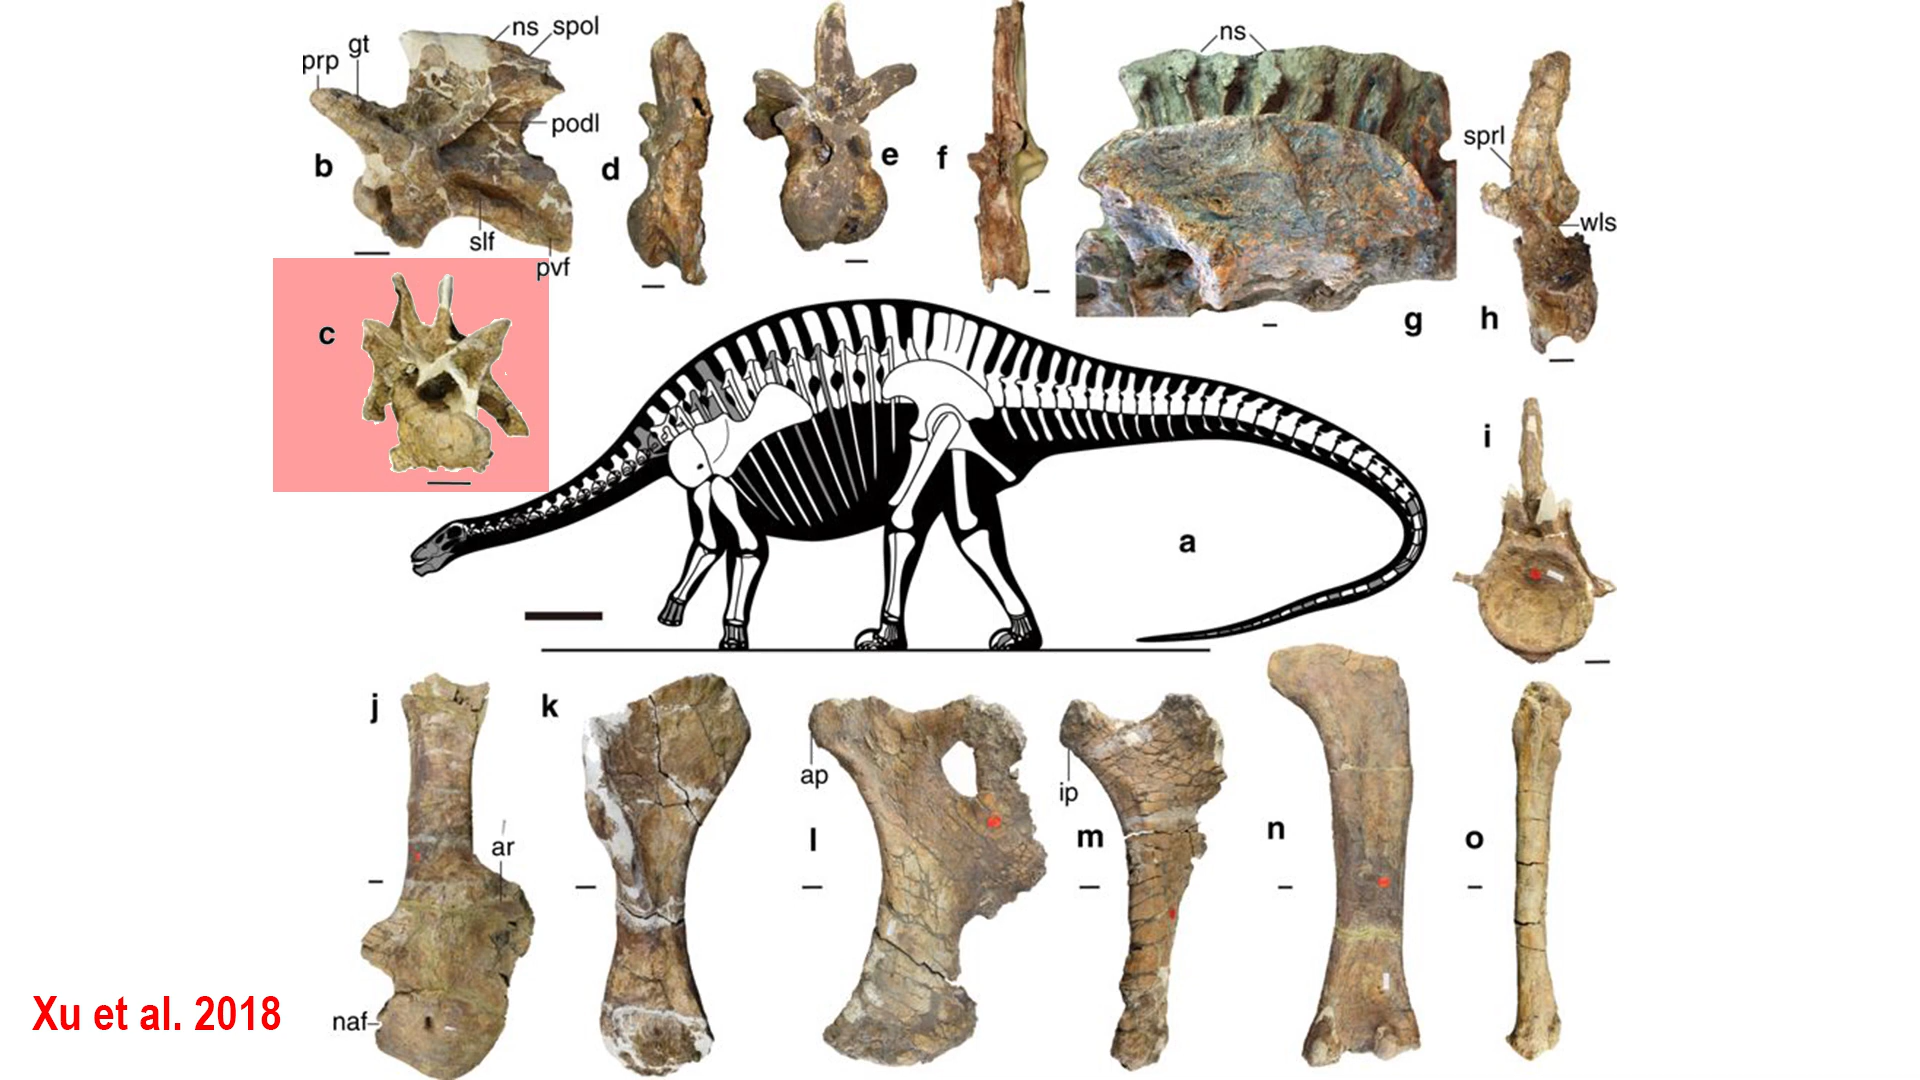 ns spol
prp gt
podl
b
slf
pvf
d
e
f
ns
g
sprl
wls
h
c
a
i
j
ar
naf
k
ap
l
ip
m
n
o
Xu et al. 2018